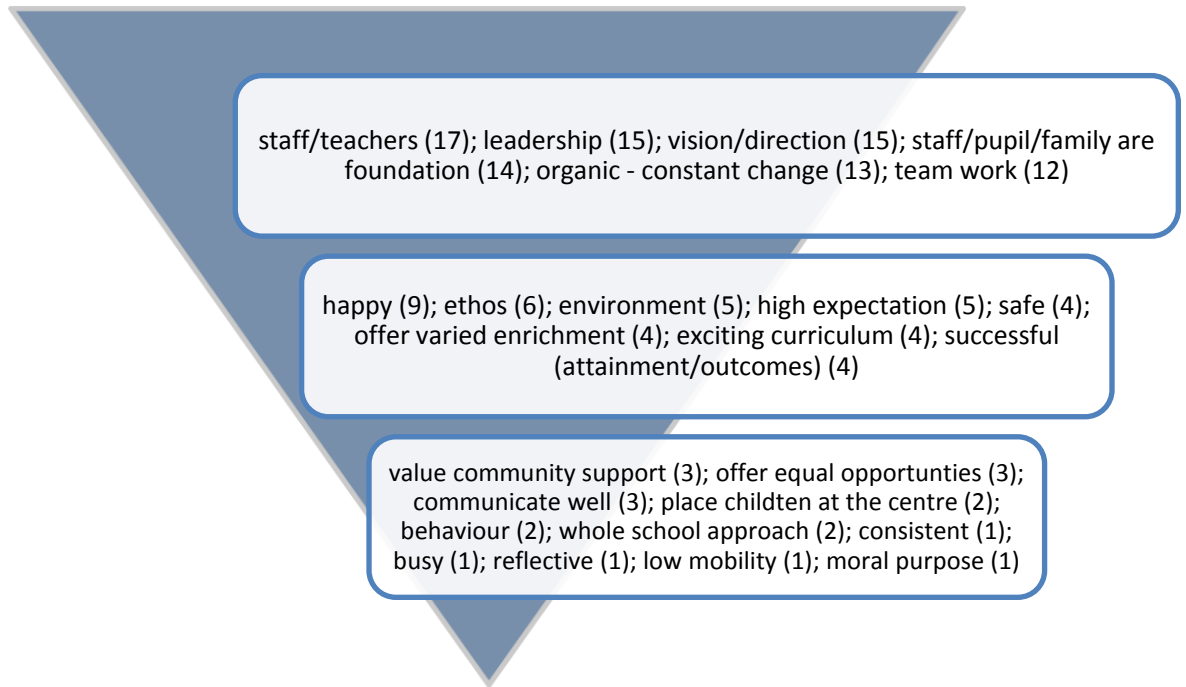 staff/teachers (17); leadership (15); vision/direction (15); staff/pupil/family are
foundation (14); organic - constant change (13); team work (12)
happy (9); ethos (6); environment (5); high expectation (5); safe (4);
offer varied enrichment (4); exciting curriculum (4); successful
(attainment/outcomes) (4)
value community support (3); offer equal opportunties (3);
communicate well (3); place childten at the centre (2);
behaviour (2); whole school approach (2); consistent (1);
busy (1); reflective (1); low mobility (1); moral purpose (1)